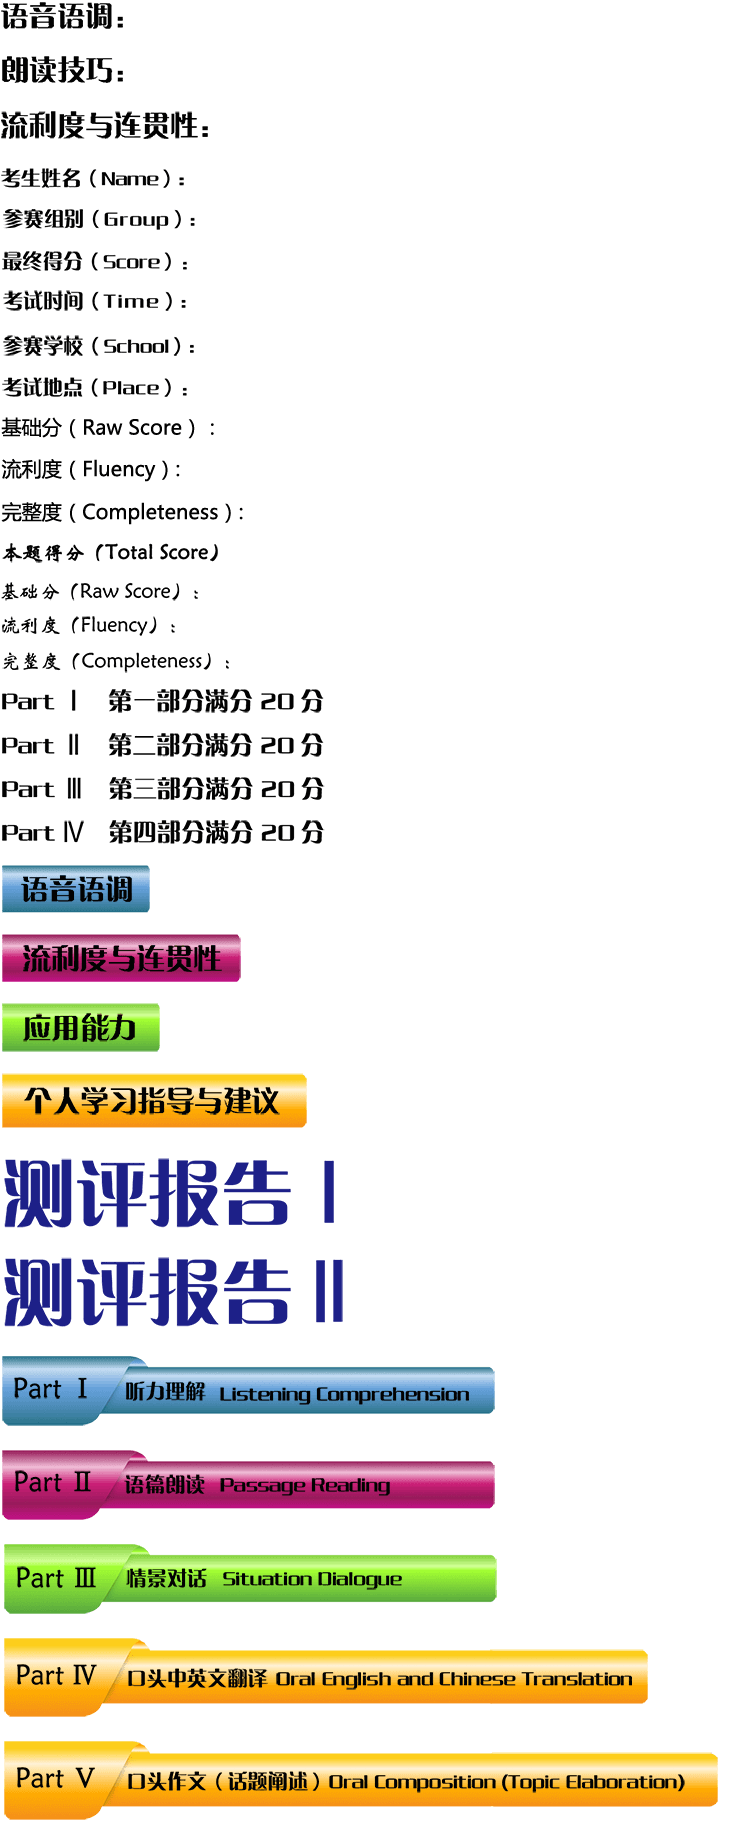 语音语调：
朗读技巧：
流利度与连贯性：
考生姓名（Name）：
参赛组别（Group）：
最终得分（Score）：
考试时间（Time）：
参赛学校（School）：
考试地点（Place）：
基础分（Raw Score）：
流利度（Fluency）：
完整度（Completeness）：
本题得分（Total Score）
基础分（Raw Score）：
流利度（Fluency）：
完整度（Completeness）：
Part Ⅰ 第一部分满分 20 分
Part Ⅱ 第二部分满分 20 分
Part Ⅲ 第三部分满分 20 分
Part Ⅳ 第四部分满分 20 分
语音语调
流利度与连贯性
应用能力
个人学习指导与建议
测评报告 Ⅰ
测评报告 Ⅱ
Part Ⅰ 听力理解 Listening Comprehension
Part Ⅱ 语篇朗读 Passage Reading
Part Ⅲ 情景对话 Situation Dialogue
Part Ⅳ 口头中英文翻译 Oral English and Chinese Translation
Part Ⅴ 口头作文（话题阐述）Oral Composition (Topic Elaboration)